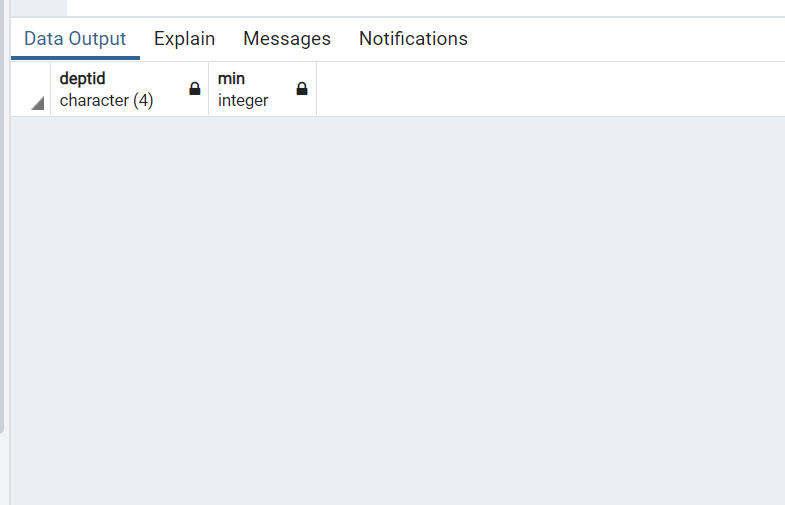 Data Output Explain Messages Notifications
deptid min
character (4) integer